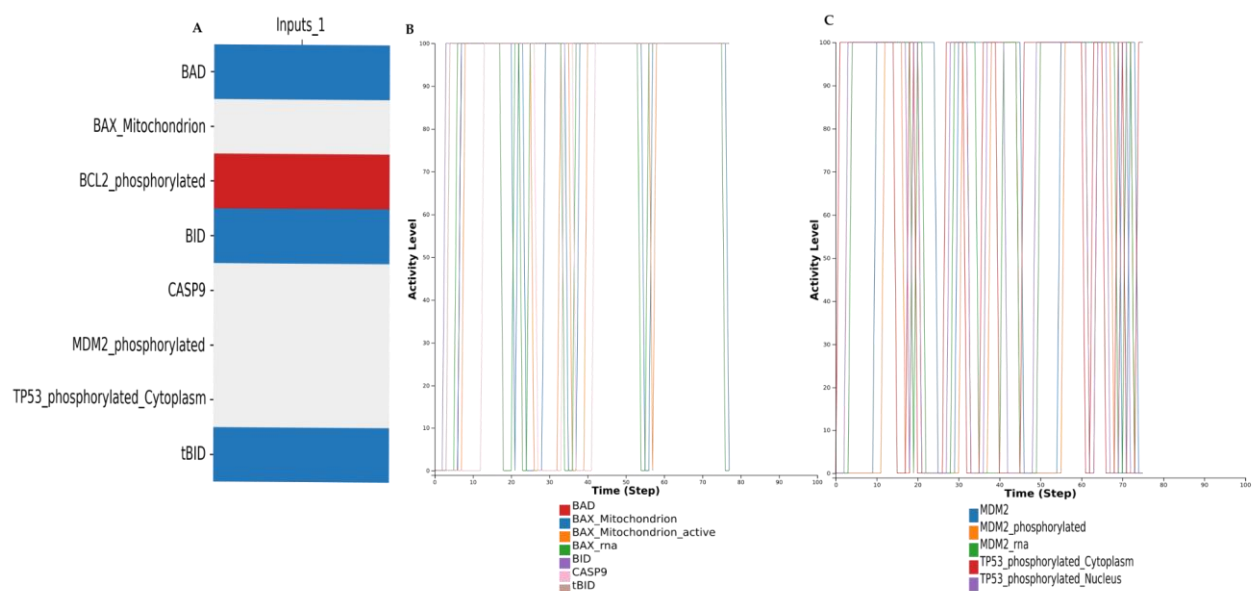 A
Inputs_1
BAD
BAX_Mitochondrion
BCL2_phosphorylated
BID
CASP9
MDM2_phosphorylated
TP53_phosphorylated_Cytoplasm
tBID
B
Activity Level
100
90
80
70
60
50
40
30
20
10
0
0 10 20 30 40 50 60 70 80 90 100
Time (Step)
BAD
BAX_Mitochondrion
BAX_Mitochondrion_active
BAX_rna
BID
CASP9
tBID
C
Activity Level
100
90
80
70
60
50
40
30
20
10
0
0 10 20 30 40 50 60 70 80 90 100
Time (Step)
MDM2
MDM2_phosphorylated
MDM2_rna
TP53_phosphorylated_Cytoplasm
TP53_phosphorylated_Nucleus